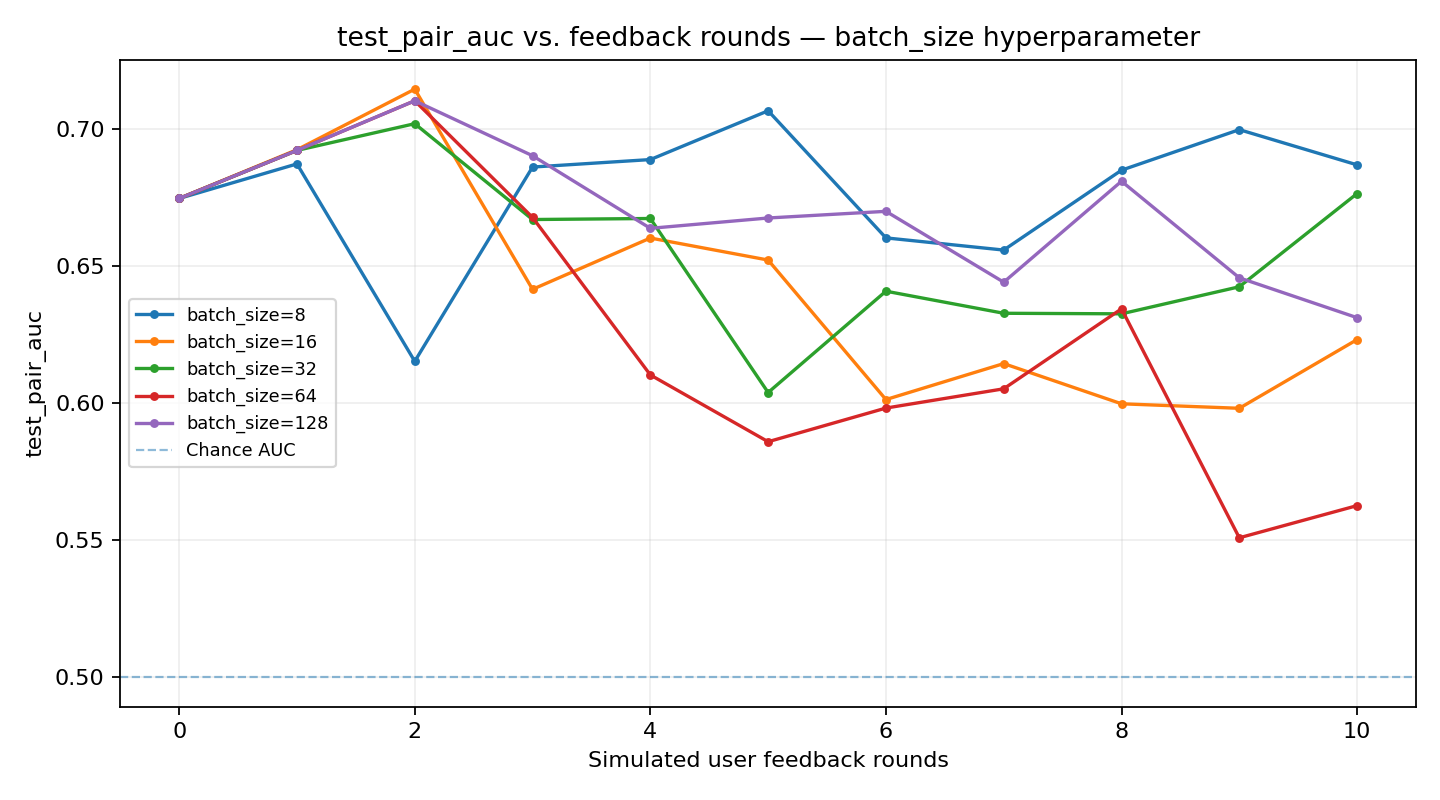 test_pair_auc vs. feedback rounds — batch_size hyperparameter
test_pair_auc
0.70
0.65
0.60
0.55
0.50
batch_size=8
batch_size=16
batch_size=32
batch_size=64
batch_size=128
Chance AUC
0 2 4 6 8 10
Simulated user feedback rounds